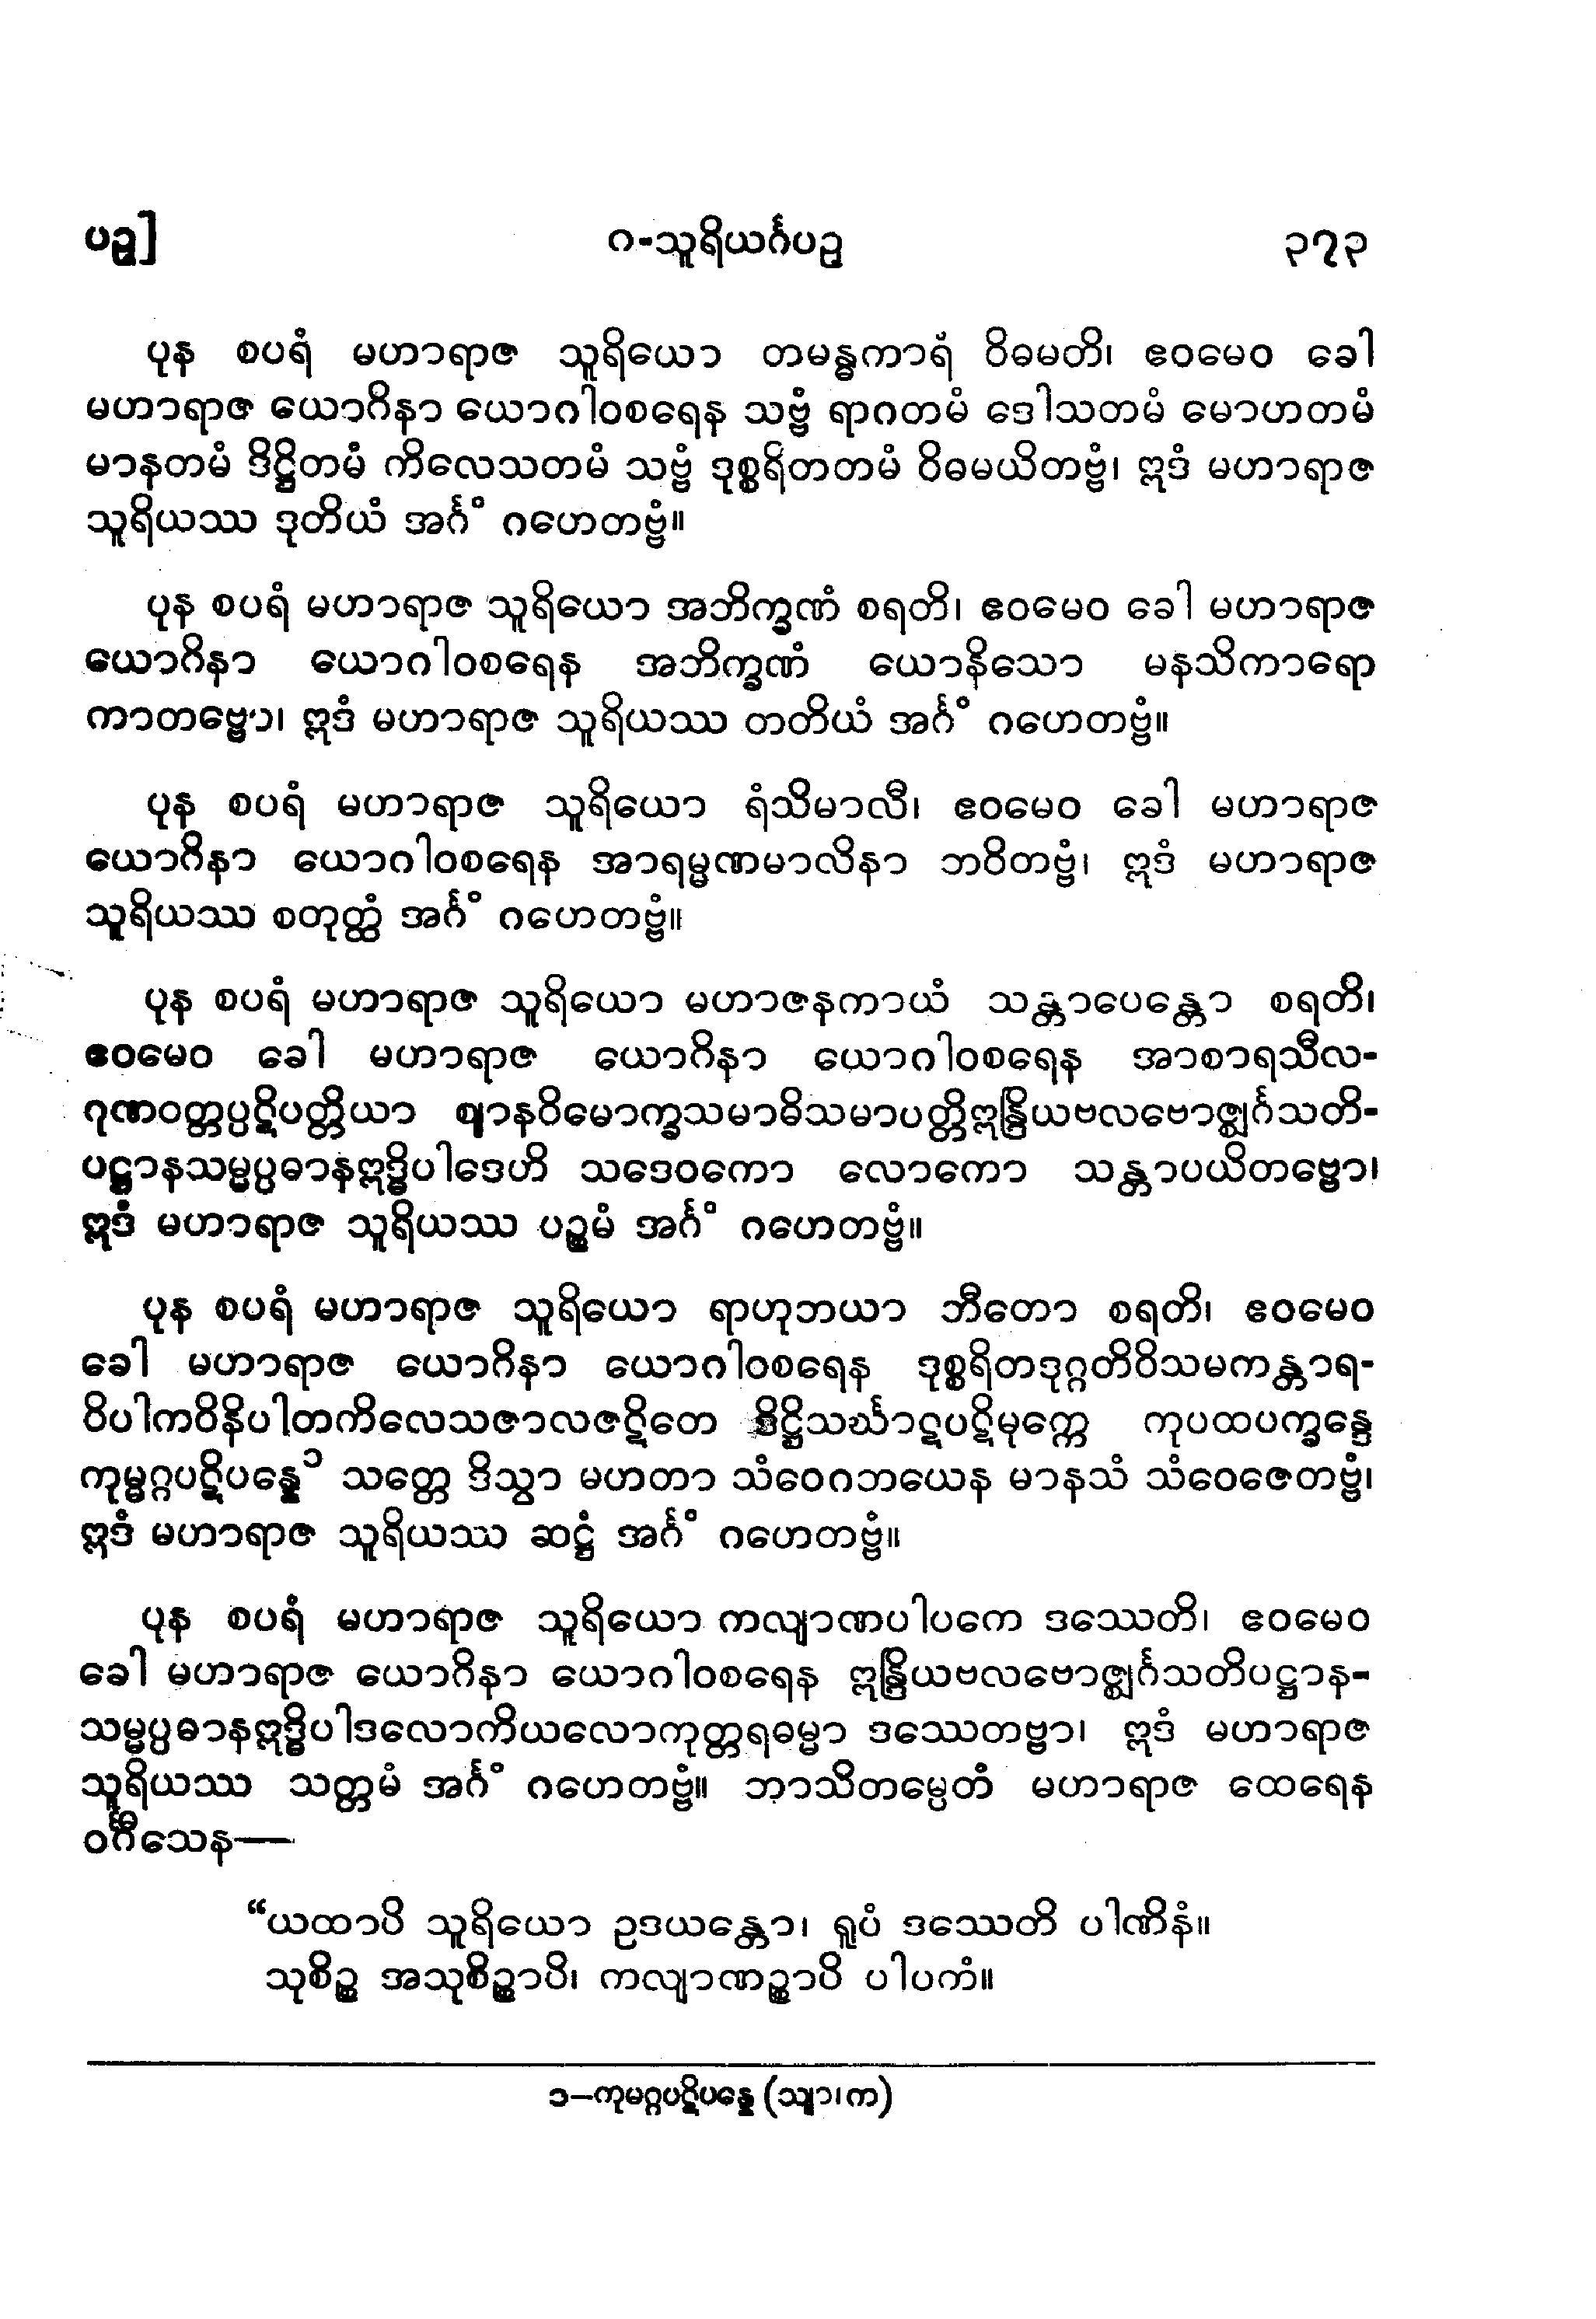 ပဉှ]
ဂ-သူရိယင်္ဂပဉှ
၃၇၃
ပုန စပရံ မဟာရာဇ သူရိယော တမန္ဓကာရံ ဝိဓမတိ၊ ဧဝမေဝ ခေါ
မဟာရာဇ ယောဂိနာ ယောဂါဝစရေန သဗ္ဗံ ရာဂတမံ ဒေါသတမံ မောဟတမံ
မာနတမံ ဒိဋ္ဌိတမံ ကိလေသတမံ သဗ္ဗံ ဒုစ္စရိတတမံ ဝိဓမယိတဗ္ဗံ၊ ဣဒံ မဟာရာဇ
သူရိယဿ ဒုတိယံ အင်္ဂံ ဂဟေတဗ္ဗံ။
ပုန စပရံ မဟာရာဇ သူရိယော အဘိက္ခဏံ စရတိ၊ ဧဝမေဝ ခေါ မဟာရာဇ
ယောဂိနာ ယောဂါဝစရေန အဘိက္ခဏံ ယောနိသော မနသိကာရော
ကာတဗ္ဗော၊ ဣဒံ မဟာရာဇ သူရိယဿ တတိယံ အင်္ဂံ ဂဟေတဗ္ဗံ။
ပုန စပရံ မဟာရာဇ သူရိယော ရံသိမာလီ၊ ဧဝမေဝ ခေါ မဟာရာဇ
ယောဂိနာ ယောဂါဝစရေန အာရမ္မဏမာလိနာ ဘဝိတဗ္ဗံ၊ ဣဒံ မဟာရာဇ
သူရိယဿ စတုတ္ထံ အင်္ဂံ ဂဟေတဗ္ဗံ။
ပုန စပရံ မဟာရာဇ သူရိယော မဟာဇနကာယံ သန္တာပေန္တော စရတိ၊
ဧဝမေဝ ခေါ မဟာရာဇ ယောဂိနာ ယောဂါဝစရေန အာစာရသီလ-
ဂုဏဝတ္တပ္ပဋိပတ္တိယာ ဈာနဝိမောက္ခသမာဓိသမာပတ္တိဣန္ဒြိယဗလဗောဇ္ဈင်္ဂသတိ-
ပဋ္ဌာနသမ္မပ္ပဓာနဣဒ္ဓိပါဒေဟိ သဒေဝကော လောကော သန္တာပယိတဗ္ဗော၊
ဣဒံ မဟာရာဇ သူရိယဿ ပဉ္စမံ အင်္ဂံ ဂဟေတဗ္ဗံ။
ပုန စပရံ မဟာရာဇ သူရိယော ရာဟုဘယာ ဘီတော စရတိ၊ ဧဝမေဝ
ခေါ မဟာရာဇ ယောဂိနာ ယောဂါဝစရေန ဒုစ္စရိတဒုဂ္ဂတိဝိသမကန္တာရ-
ဝိပါကဝိနိပါတကိလေသဇာလဇဋိတေ ဒိဋ္ဌိသင်္ဃာဋပဋိမုက္ကေ ကုပထပက္ခန္ဒေ
ကုမ္မဂ္ဂပဋိပန္နေ၁ သတ္တေ ဒိသွာ မဟတာ သံဝေဂဘယေန မာနသံ သံဝေဇေတဗ္ဗံ၊
ဣဒံ မဟာရာဇ သူရိယဿ ဆဋ္ဌံ အင်္ဂံ ဂဟေတဗ္ဗံ။
ပုန စပရံ မဟာရာဇ သူရိယော ကလျာဏပါပကေ ဒဿေတိ၊ ဧဝမေဝ
ခေါ မဟာရာဇ ယောဂိနာ ယောဂါဝစရေန ဣန္ဒြိယဗလဗောဇ္ဈင်္ဂသတိပဋ္ဌာန-
သမ္မပ္ပဓာနဣဒ္ဓိပါဒလောကိယလောကုတ္တရဓမ္မာ ဒဿေတဗ္ဗာ၊ ဣဒံ မဟာရာဇ
သူရိယဿ သတ္တမံ အင်္ဂံ ဂဟေတဗ္ဗံ။ ဘာသိတမ္ပေတံ မဟာရာဇ ထေရေန
ဝင်္ဂီသေန—
“ယထာပိ သူရိယော ဥဒယန္တော၊ ရူပံ ဒဿေတိ ပါဏိနံ။
သုစိဉ္စ အသုစိဉ္စာပိ၊ ကလျာဏဉ္စာပိ ပါပကံ။
၁–ကုမဂ္ဂပဋိပန္နေ (သျာ၊က)